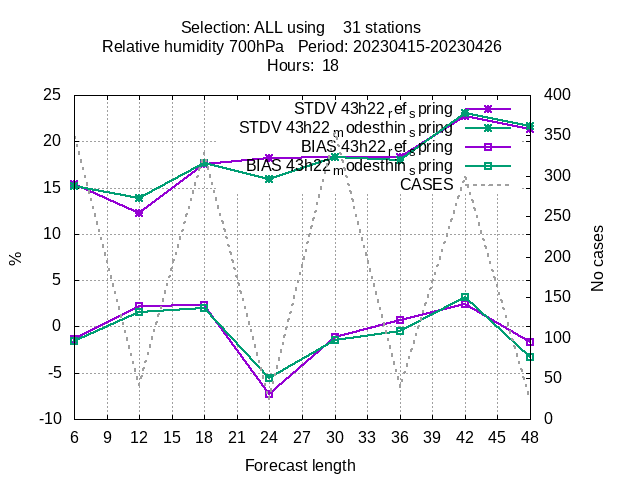 Selection: ALL using    31 stations
Relative humidity 700hPa   Period: 20230415-20230426
Hours:  18
STDV 43h22_ref_spring
STDV 43h22_modesthin_spring
BIAS 43h22_ref_spring
BIAS 43h22_modesthin_spring
CASES
25
20
15
10
5
0
-5
-10
%
400
350
300
250
200
150
100
50
0
No cases
6 9 12 15 18 21 24 27 30 33 36 39 42 45 48
Forecast length